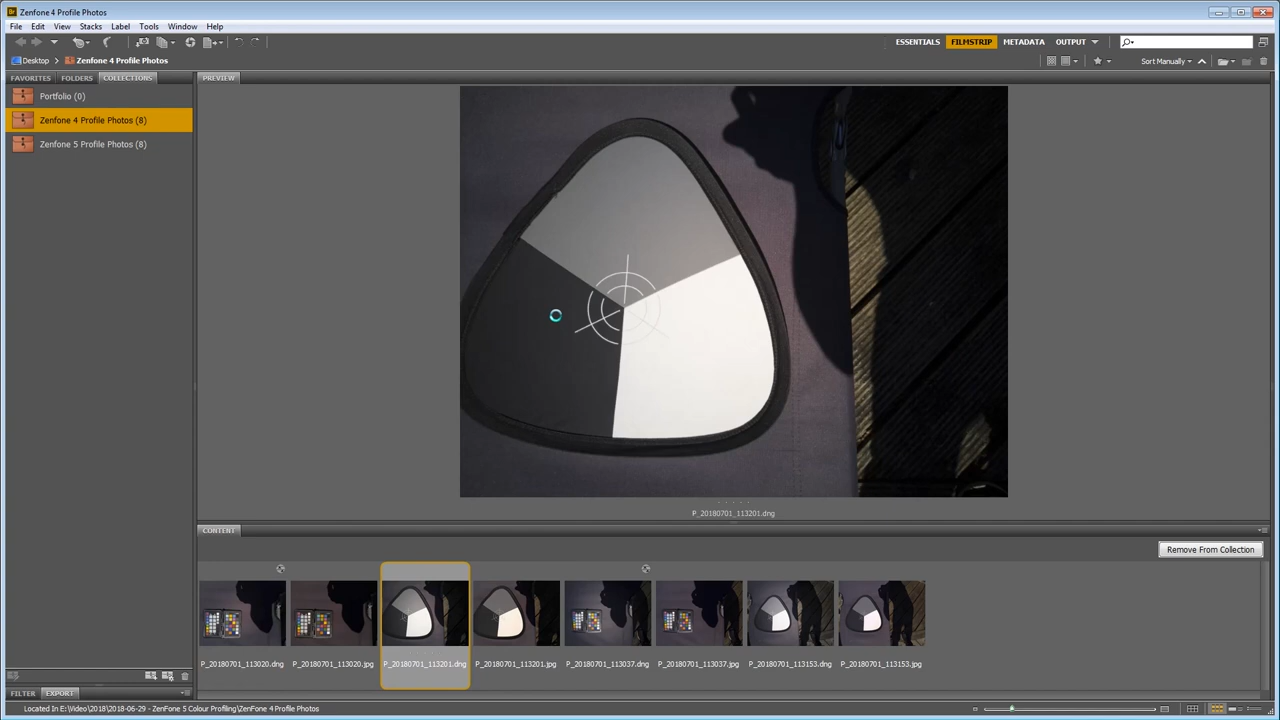 Br Zenfone 4 Profile Photos
File Edit View Stacks Label Tools Window Help
ESSENTIALS FILMSTRIP METADATA OUTPUT
Desktop Zenfone 4 Profile Photos
Sort Manually
FAVORITES FOLDERS COLLECTIONS
PREVIEW
Portfolio (0)
Zenfone 4 Profile Photos (8)
Zenfone 5 Profile Photos (8)
P_20180701_113201.dng
CONTENT
Remove From Collection
P_20180701_113020.dng P_20180701_113020.jpg P_20180701_113201.dng P_20180701_113201.jpg P_20180701_113037.dng P_20180701_113037.jpg P_20180701_113153.dng P_20180701_113153.jpg
FILTER EXPORT
Located In E:\Video\2018\2018-06-29 - ZenFone 5 Colour Profiling\ZenFone 4 Profile Photos